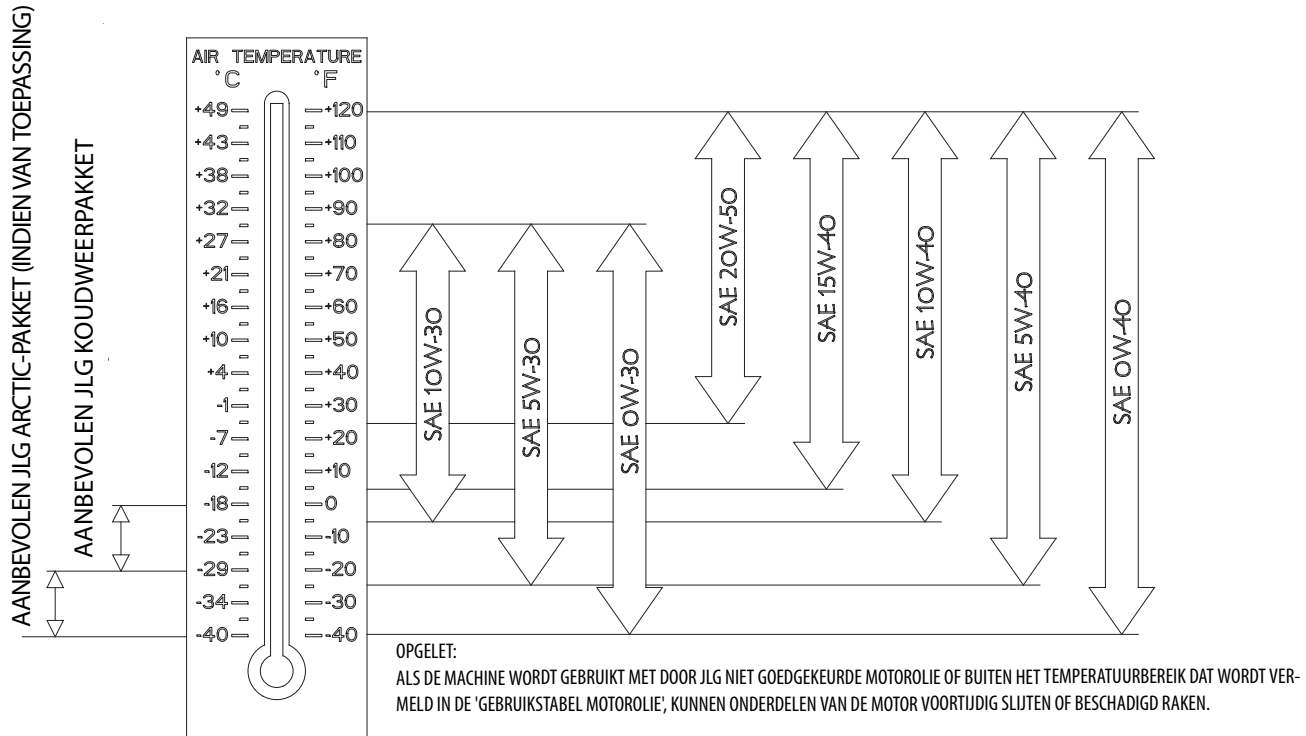 AANBEVOLEN JLG ARCTIC-PAKKET (INDIEN VAN TOEPASSING)
AANBEVOLEN JLG KOUDWEERPAKKET
AIR TEMPERATURE
°C °F
+49 +120
+43 +110
+38 +100
+32 +90
+27 +80
+21 +70
+16 +60
+10 +50
+4 +40
-1 +30
-7 +20
-12 +10
-18 0
-23 -10
-29 -20
-34 -30
-40 -40
SAE 10W-30
SAE 5W-30
SAE 0W-30
SAE 20W-50
SAE 15W-40
SAE 10W-40
SAE 5W-40
SAE 0W-40
OPGELET:
ALS DE MACHINE WORDT GEBRUIKT MET DOOR JLG NIET GOEDGEKEURDE MOTOROLIE OF BUITEN HET TEMPERATUURBEREIK DAT WORDT VER-
MELD IN DE 'GEBRUIKSTABEL MOTOROLIE', KUNNEN ONDERDELEN VAN DE MOTOR VOORTIJDIG SLIJTEN OF BESCHADIGD RAKEN.